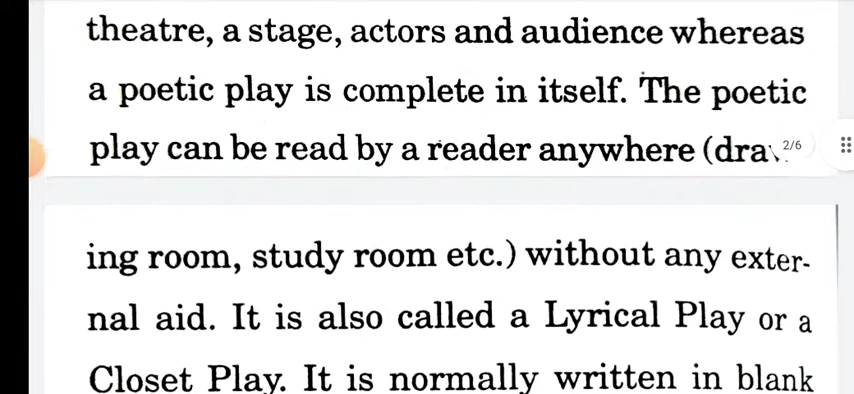 theatre, a stage, actors and audience whereas
a poetic play is complete in itself. The poetic
play can be read by a reader anywhere (dra
2/6
ing room, study room etc.) without any exter-
nal aid. It is also called a Lyrical Play or a
Closet Play. It is normally written in blank